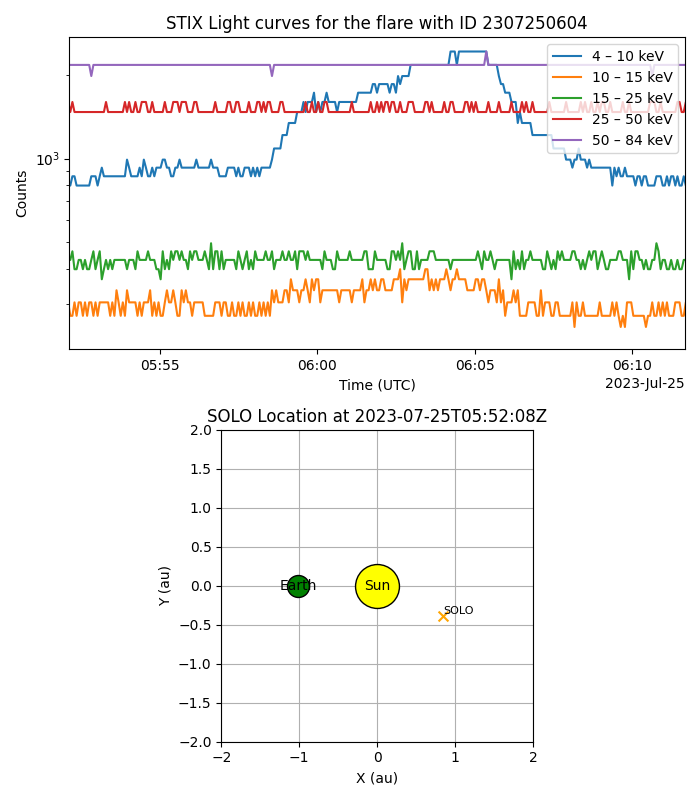 STIX Light curves for the flare with ID 2307250604
4 – 10 keV
10 – 15 keV
15 – 25 keV
25 – 50 keV
50 – 84 keV
10³
Counts
05:55 06:00 06:05 06:10
Time (UTC)
2023-Jul-25
SOLO Location at 2023-07-25T05:52:08Z
2.0
1.5
1.0
0.5
0.0
−0.5
−1.0
−1.5
−2.0
Y (au)
Earth
Sun
SOLO
−2 −1 0 1 2
X (au)